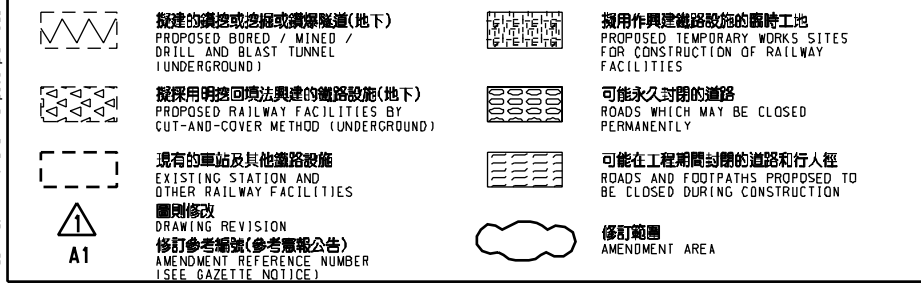 擬建的鑽挖或挖掘或鑽爆隧道(地下)
PROPOSED BORED / MINED /
DRILL AND BLAST TUNNEL
(UNDERGROUND)
擬採用明挖回填法興建的鐵路設施(地下)
PROPOSED RAILWAY FACILITIES BY
CUT-AND-COVER METHOD (UNDERGROUND)
現有的車站及其他鐵路設施
EXISTING STATION AND
OTHER RAILWAY FACILITIES
1
圖則修改
DRAWING REVISION
A1
修訂參考編號(參考憲報公告)
AMENDMENT REFERENCE NUMBER
(SEE GAZETTE NOTICE)
擬用作興建鐵路設施的臨時工地
PROPOSED TEMPORARY WORKS SITES
FOR CONSTRUCTION OF RAILWAY
FACILITIES
可能永久封閉的道路
ROADS WHICH MAY BE CLOSED
PERMANENTLY
可能在工程期間封閉的道路和行人徑
ROADS AND FOOTPATHS PROPOSED TO
BE CLOSED DURING CONSTRUCTION
修訂範圍
AMENDMENT AREA